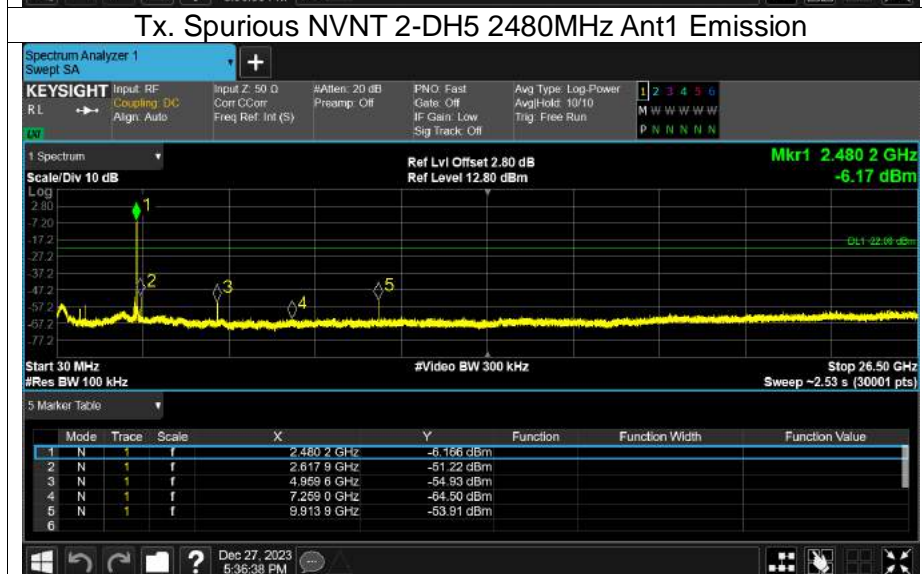 Tx. Spurious NVNT 2-DH5 2480MHz Ant1 Emission
Spectrum Analyzer 1
Swept SA
+
KEYSIGHT Input: RF Input Z: 50 Ω #Atten: 20 dB PNO: Fast Avg Type: Log-Power 1 2 3 4 5 6
RL Coupling: DC Corr CCorr Preamp: Off Gate: Off Avg|Hold: 10/10 M W W W W W
Align: Auto Freq Ref: Int (S) IF Gain: Low Trig: Free Run
Sig Track: Off P N N N N N
1 Spectrum Ref Lvl Offset 2.80 dB Mkr1 2.480 2 GHz
Scale/Div 10 dB Ref Level 12.80 dBm -6.17 dBm
Log
2.80
1
-7.20
-17.2
DL1 -22.09 dBm
-27.2
-37.2
2 3 5
-47.2
4
-57.2
-67.2
-77.2
Start 30 MHz #Video BW 300 kHz Stop 26.50 GHz
#Res BW 100 kHz Sweep ~2.53 s (30001 pts)
5 Marker Table
Mode Trace Scale X Y Function Function Width Function Value
1 N 1 f 2.480 2 GHz -6.166 dBm
2 N 1 f 2.617 9 GHz -51.22 dBm
3 N 1 f 4.959 6 GHz -54.93 dBm
4 N 1 f 7.259 0 GHz -64.50 dBm
5 N 1 f 9.913 9 GHz -53.91 dBm
6
? Dec 27, 2023
5:36:38 PM